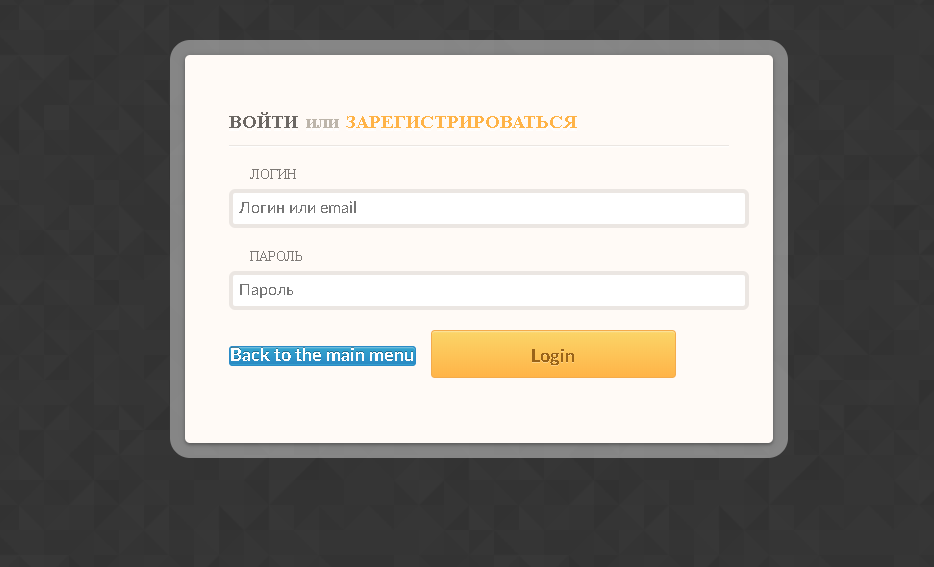 ВОЙТИ или ЗАРЕГИСТРИРОВАТЬСЯ
ЛОГИН
Логин или email
ПАРОЛЬ
Пароль
Back to the main menu Login